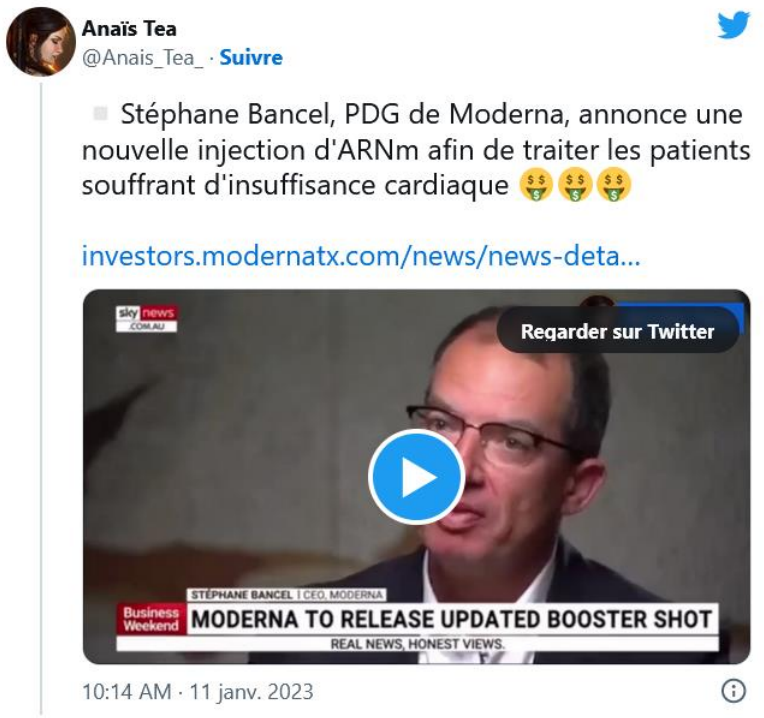 Anaïs Tea
@Anais_Tea_ · Suivre
Stéphane Bancel, PDG de Moderna, annonce une
nouvelle injection d'ARNm afin de traiter les patients
souffrant d'insuffisance cardiaque 🤑🤑🤑
investors.modernatx.com/news/news-deta...
sky news
.COM.AU
Regarder sur Twitter
STÉPHANE BANCEL | CEO, MODERNA
Business
Weekend
MODERNA TO RELEASE UPDATED BOOSTER SHOT
REAL NEWS, HONEST VIEWS.
10:14 AM · 11 janv. 2023